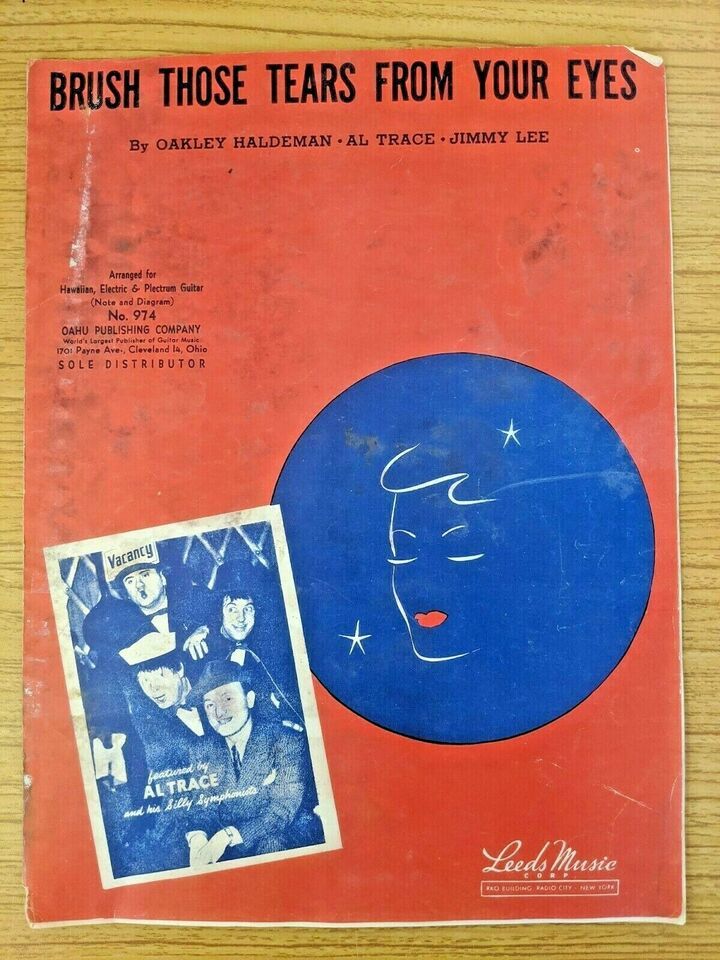 BRUSH THOSE TEARS FROM YOUR EYES
By OAKLEY HALDEMAN • AL TRACE • JIMMY LEE
Arranged for
Hawaiian, Electric & Plectrum Guitar
(Note and Diagram)
No. 974
OAHU PUBLISHING COMPANY
World's Largest Publisher of Guitar Music
1701 Payne Ave., Cleveland 14, Ohio
SOLE DISTRIBUTOR
Vacancy
featured by
AL TRACE
and his Silly Symphonists
Leeds Music
CORP.
RKO BUILDING, RADIO CITY - NEW YORK